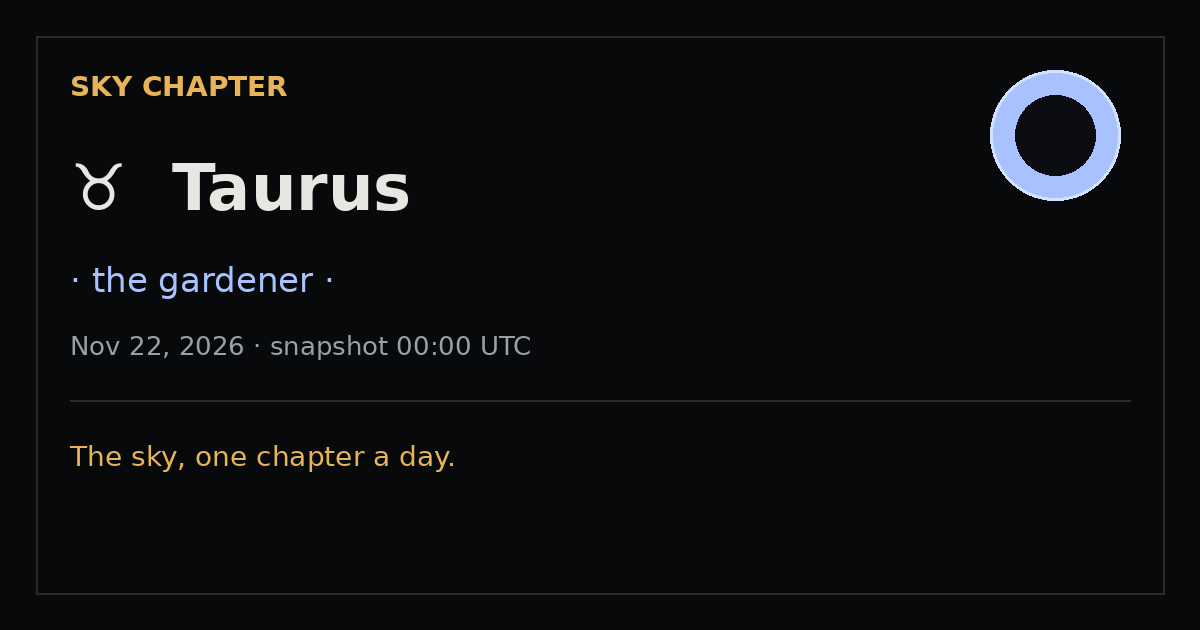 SKY CHAPTER
♉ Taurus
· the gardener ·
Nov 22, 2026 · snapshot 00:00 UTC
The sky, one chapter a day.